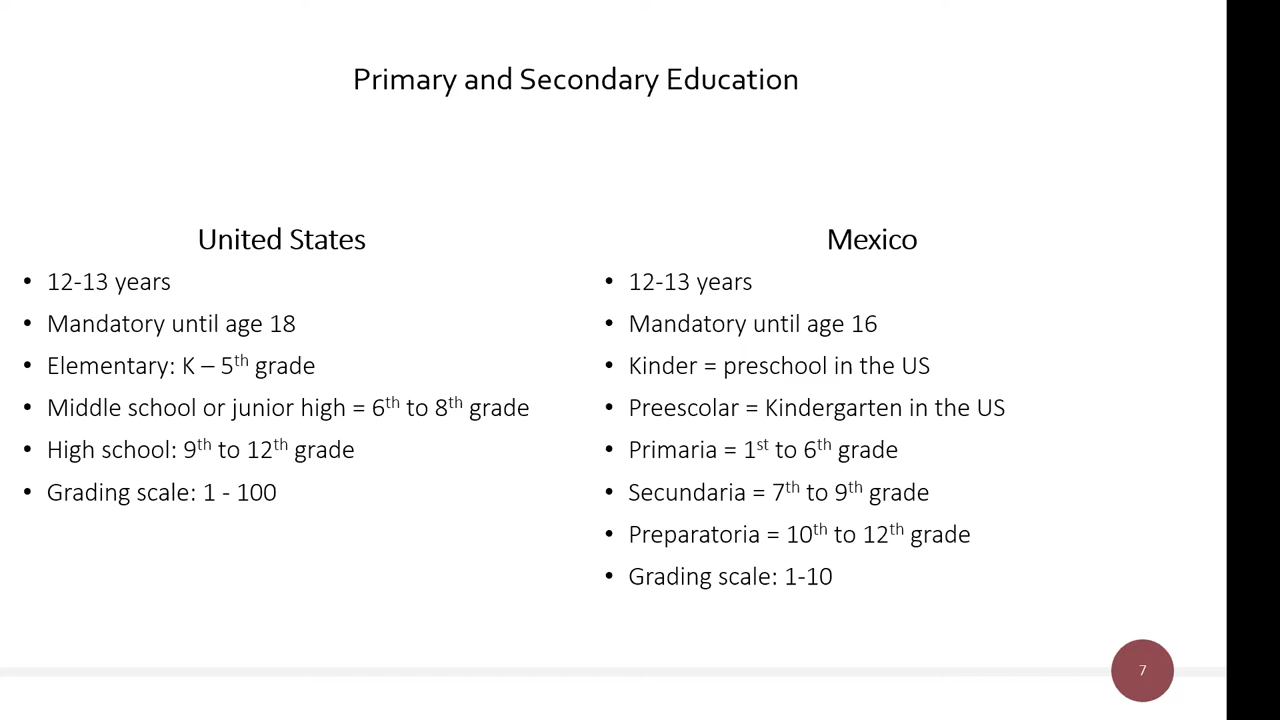 Primary and Secondary Education
United States
• 12-13 years
• Mandatory until age 18
• Elementary: K – 5th grade
• Middle school or junior high = 6th to 8th grade
• High school: 9th to 12th grade
• Grading scale: 1 - 100
Mexico
• 12-13 years
• Mandatory until age 16
• Kinder = preschool in the US
• Preescolar = Kindergarten in the US
• Primaria = 1st to 6th grade
• Secundaria = 7th to 9th grade
• Preparatoria = 10th to 12th grade
• Grading scale: 1-10
7